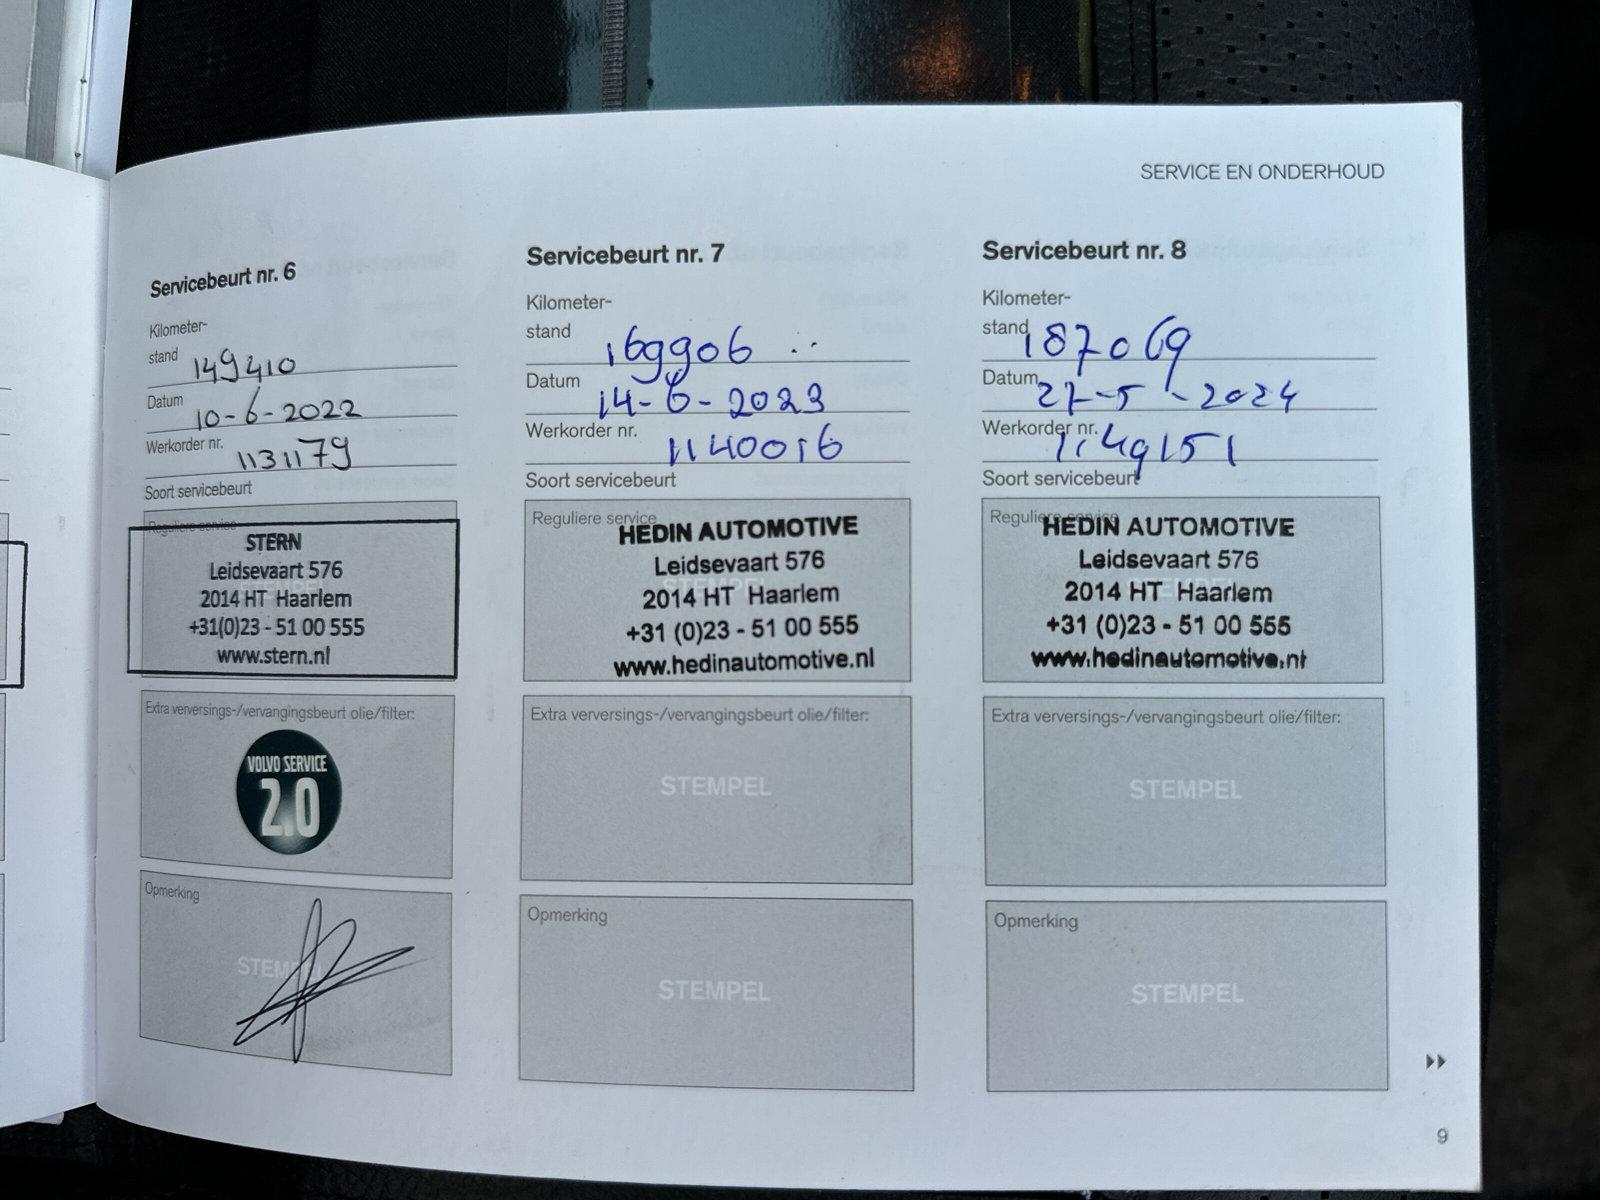 SERVICE EN ONDERHOUD
Servicebeurt nr. 6
Kilometer-
stand 149410
Datum 10-6-2022
Werkorder nr. 1131179
Soort servicebeurt
Reguliere service
STERN
Leidsevaart 576
2014 HT Haarlem
+31(0)23 - 51 00 555
www.stern.nl
Extra verversings-/vervangingsbeurt olie/filter:
VOLVO SERVICE
2.0
Opmerking
STEMPEL
Servicebeurt nr. 7
Kilometer-
stand 169906
Datum 14-6-2023
Werkorder nr. 1140016
Soort servicebeurt
Reguliere service
HEDIN AUTOMOTIVE
Leidsevaart 576
2014 HT Haarlem
+31 (0)23 - 51 00 555
www.hedinautomotive.nl
Extra verversings-/vervangingsbeurt olie/filter:
STEMPEL
Opmerking
STEMPEL
Servicebeurt nr. 8
Kilometer-
stand 187069
Datum 27-5-2024
Werkorder nr. 1149151
Soort servicebeurt
Reguliere service
HEDIN AUTOMOTIVE
Leidsevaart 576
2014 HT Haarlem
+31 (0)23 - 51 00 555
www.hedinautomotive.nl
Extra verversings-/vervangingsbeurt olie/filter:
STEMPEL
Opmerking
STEMPEL
9